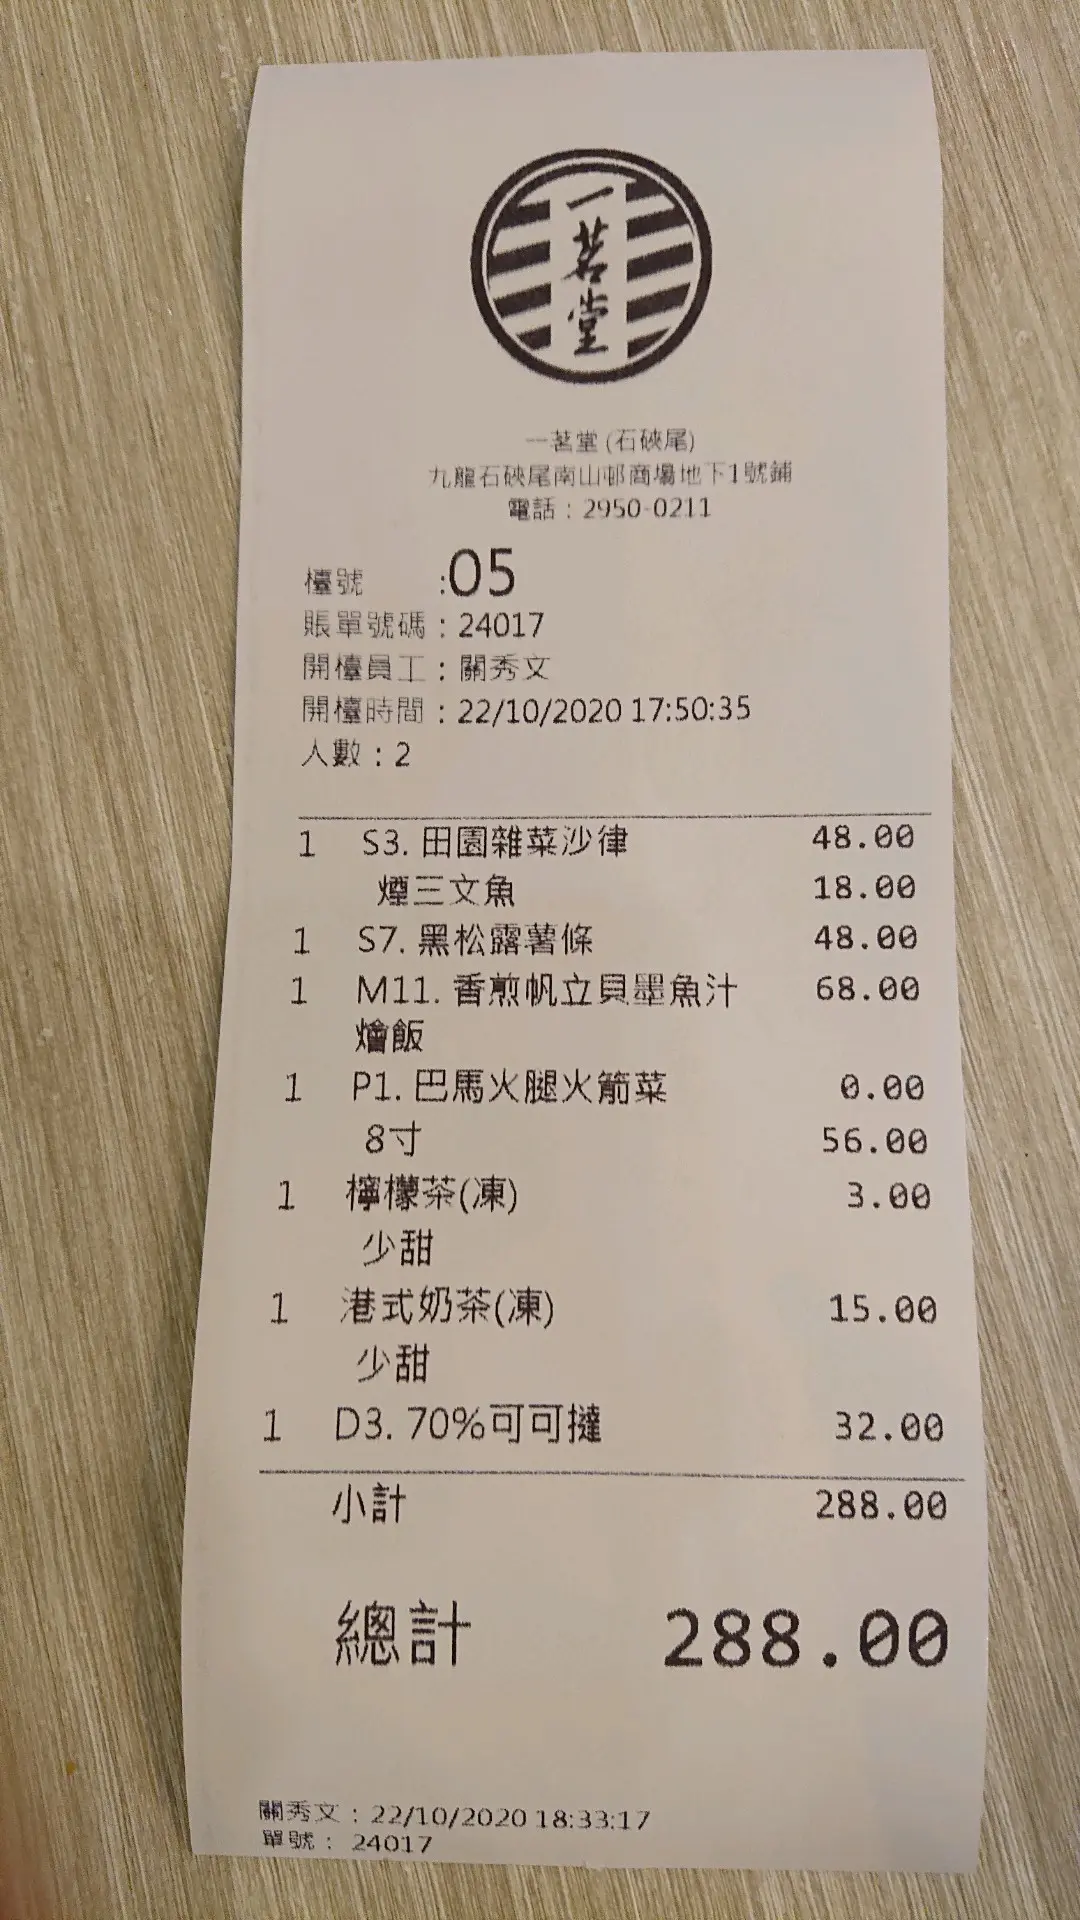 一茗堂
一茗堂 (石硤尾)
九龍石硤尾南山邨商場地下1號鋪
電話：2950-0211
檯號 :05
賬單號碼：24017
開檯員工：關秀文
開檯時間：22/10/2020 17:50:35
人數：2
1 S3. 田園雜菜沙律 48.00
煙三文魚 18.00
1 S7. 黑松露薯條 48.00
1 M11. 香煎帆立貝墨魚汁 68.00
燴飯
1 P1. 巴馬火腿火箭菜 0.00
8寸 56.00
1 檸檬茶(凍) 3.00
少甜
1 港式奶茶(凍) 15.00
少甜
1 D3. 70%可可撻 32.00
小計 288.00
總計 288.00
關秀文：22/10/2020 18:33:17
單號： 24017